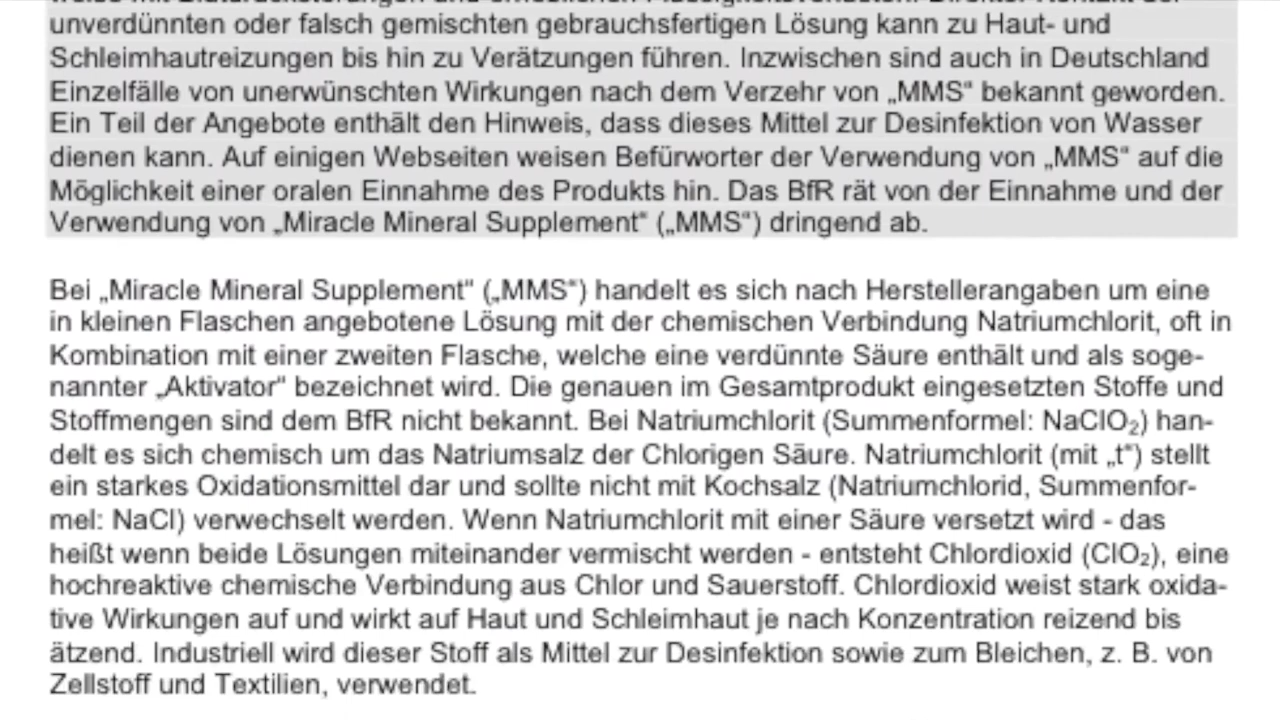 unverdünnten oder falsch gemischten gebrauchsfertigen Lösung kann zu Haut- und
Schleimhautreizungen bis hin zu Verätzungen führen. Inzwischen sind auch in Deutschland
Einzelfälle von unerwünschten Wirkungen nach dem Verzehr von „MMS“ bekannt geworden.
Ein Teil der Angebote enthält den Hinweis, dass dieses Mittel zur Desinfektion von Wasser
dienen kann. Auf einigen Webseiten weisen Befürworter der Verwendung von „MMS“ auf die
Möglichkeit einer oralen Einnahme des Produkts hin. Das BfR rät von der Einnahme und der
Verwendung von „Miracle Mineral Supplement“ („MMS“) dringend ab.
Bei „Miracle Mineral Supplement“ („MMS“) handelt es sich nach Herstellerangaben um eine
in kleinen Flaschen angebotene Lösung mit der chemischen Verbindung Natriumchlorit, oft in
Kombination mit einer zweiten Flasche, welche eine verdünnte Säure enthält und als soge-
nannter „Aktivator“ bezeichnet wird. Die genauen im Gesamtprodukt eingesetzten Stoffe und
Stoffmengen sind dem BfR nicht bekannt. Bei Natriumchlorit (Summenformel: NaClO₂) han-
delt es sich chemisch um das Natriumsalz der Chlorigen Säure. Natriumchlorit (mit „t“) stellt
ein starkes Oxidationsmittel dar und sollte nicht mit Kochsalz (Natriumchlorid, Summenfor-
mel: NaCl) verwechselt werden. Wenn Natriumchlorit mit einer Säure versetzt wird - das
heißt wenn beide Lösungen miteinander vermischt werden - entsteht Chlordioxid (ClO₂), eine
hochreaktive chemische Verbindung aus Chlor und Sauerstoff. Chlordioxid weist stark oxida-
tive Wirkungen auf und wirkt auf Haut und Schleimhaut je nach Konzentration reizend bis
ätzend. Industriell wird dieser Stoff als Mittel zur Desinfektion sowie zum Bleichen, z. B. von
Zellstoff und Textilien, verwendet.